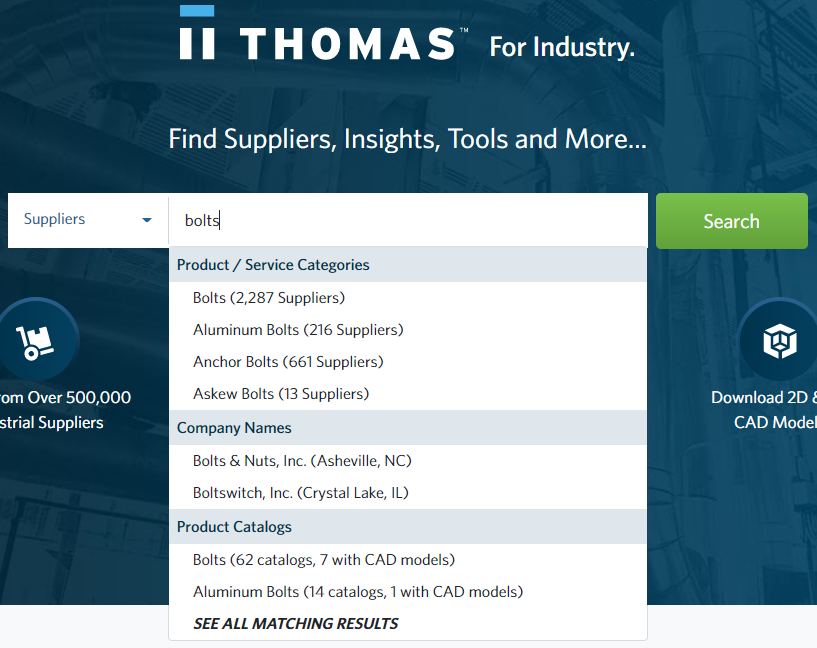 THOMAS™ For Industry.
Find Suppliers, Insights, Tools and More...
Suppliers
bolts
Search
Product / Service Categories
Bolts (2,287 Suppliers)
Aluminum Bolts (216 Suppliers)
Anchor Bolts (661 Suppliers)
Askew Bolts (13 Suppliers)
Company Names
Bolts & Nuts, Inc. (Asheville, NC)
Boltswitch, Inc. (Crystal Lake, IL)
Product Catalogs
Bolts (62 catalogs, 7 with CAD models)
Aluminum Bolts (14 catalogs, 1 with CAD models)
SEE ALL MATCHING RESULTS
om Over 500,000
strial Suppliers
Download 2D &
CAD Model